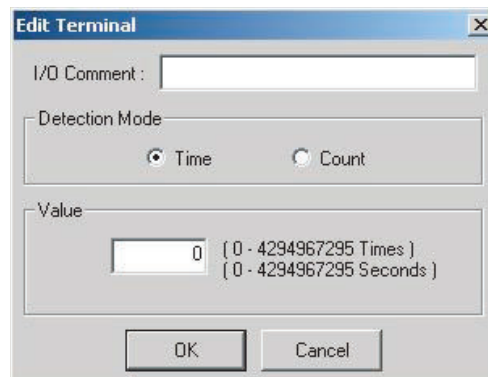 Edit Terminal
I/O Comment :
Detection Mode
Time Count
Value
0 ( 0 - 4294967295 Times )
( 0 - 4294967295 Seconds )
OK Cancel